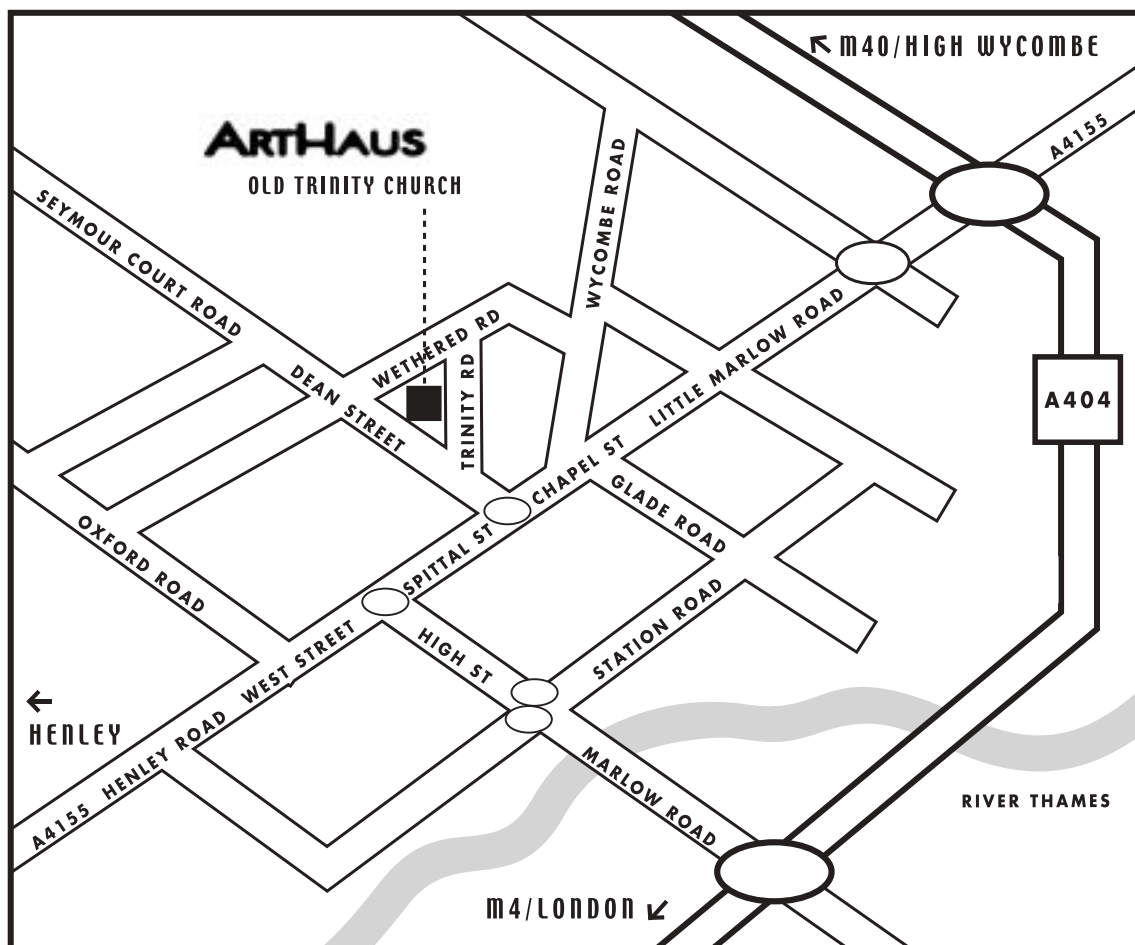 M40/HIGH WYCOMBE
A4155
ARTHAUS
OLD TRINITY CHURCH
WYCOMBE ROAD
SEYMOUR COURT ROAD
WETHERED RD
TRINITY RD
DEAN STREET
LITTLE MARLOW ROAD
A404
CHAPEL ST
GLADE ROAD
OXFORD ROAD
SPITTAL ST
STATION ROAD
HIGH ST
WEST STREET
HENLEY
A4155 HENLEY ROAD
MARLOW ROAD
RIVER THAMES
M4/LONDON